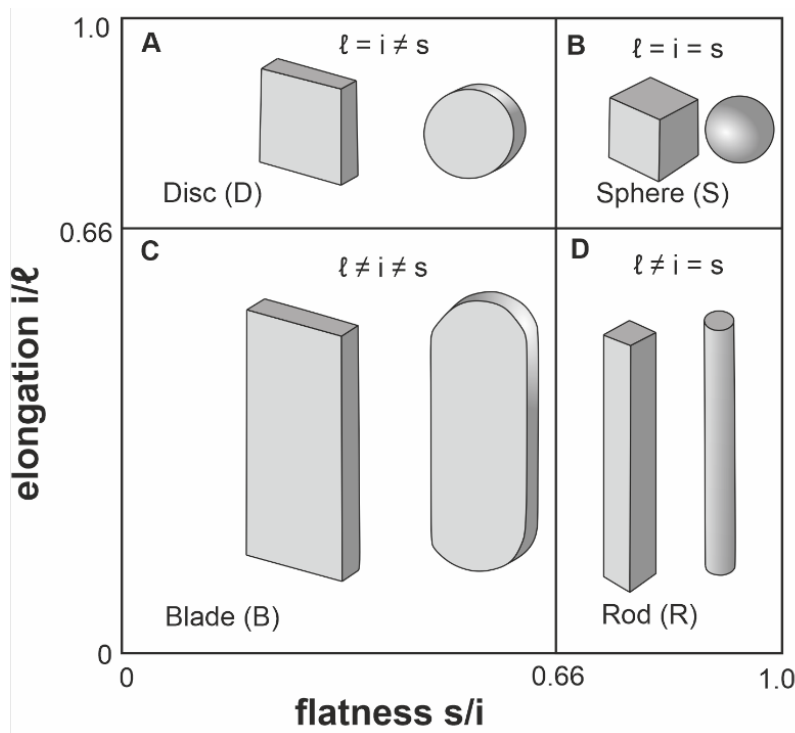 1.0
A
ℓ = i ≠ s
B
ℓ = i = s
Disc (D)
Sphere (S)
0.66
C
ℓ ≠ i ≠ s
D
ℓ ≠ i = s
elongation i/ℓ
Blade (B)
Rod (R)
0
0
0.66
1.0
flatness s/i